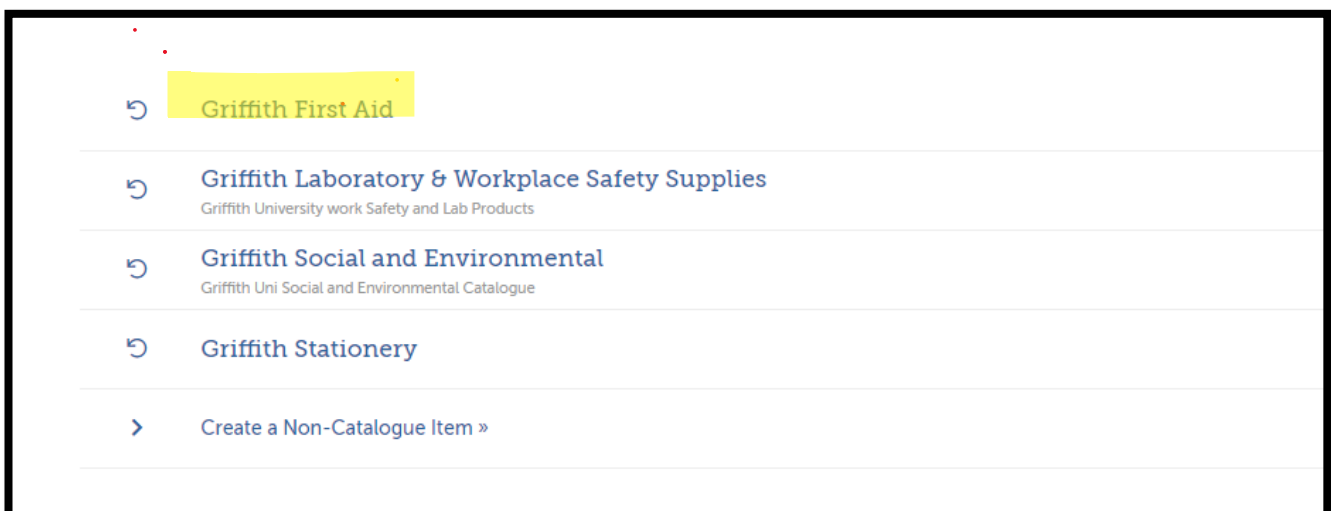 Griffith First Aid
Griffith Laboratory & Workplace Safety Supplies
Griffith University work Safety and Lab Products
Griffith Social and Environmental
Griffith Uni Social and Environmental Catalogue
Griffith Stationery
Create a Non-Catalogue Item »